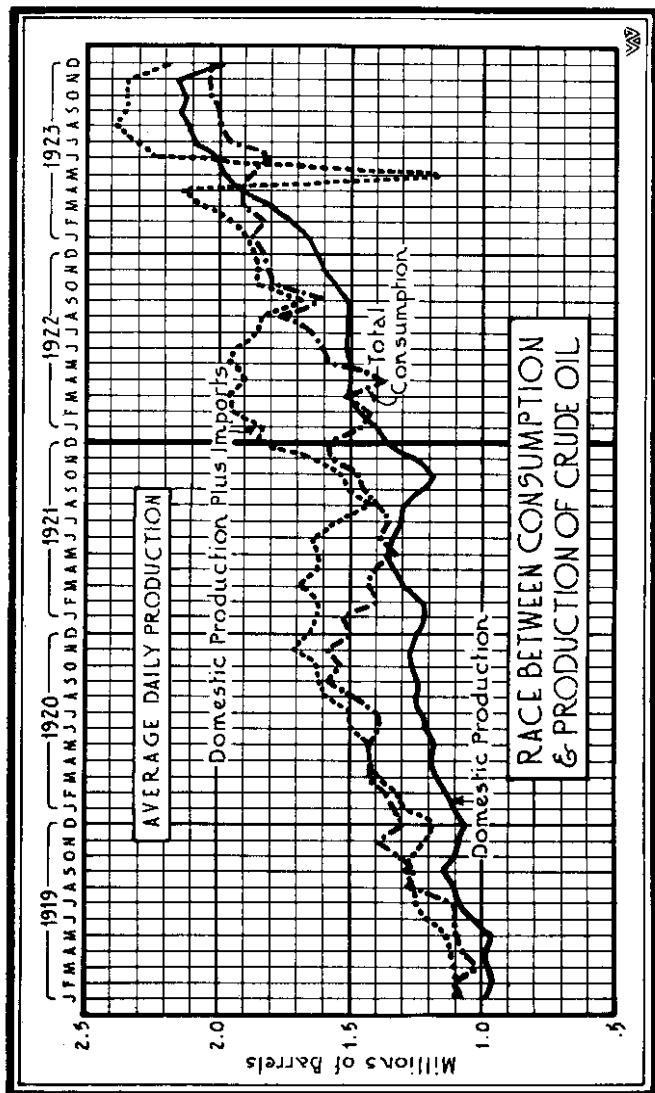 1919 1920 1921 1922 1923
J F M A M J J A S O N D J F M A M J J A S O N D J F M A M J J A S O N D J F M A M J J A S O N D J F M A M J J A S O N D
2.5
AVERAGE DAILY PRODUCTION
2.0
Domestic Production Plus Imports
Millions of Barrels
1.5
Total
Consumption
1.0
Domestic Production
RACE BETWEEN CONSUMPTION
& PRODUCTION OF CRUDE OIL
.5